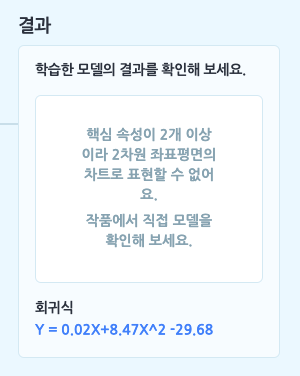 결과
학습한 모델의 결과를 확인해 보세요.
핵심 속성이 2개 이상
이라 2차원 좌표평면의
차트로 표현할 수 없어
요.
작품에서 직접 모델을
확인해 보세요.
회귀식
Y = 0.02X+8.47X^2 -29.68